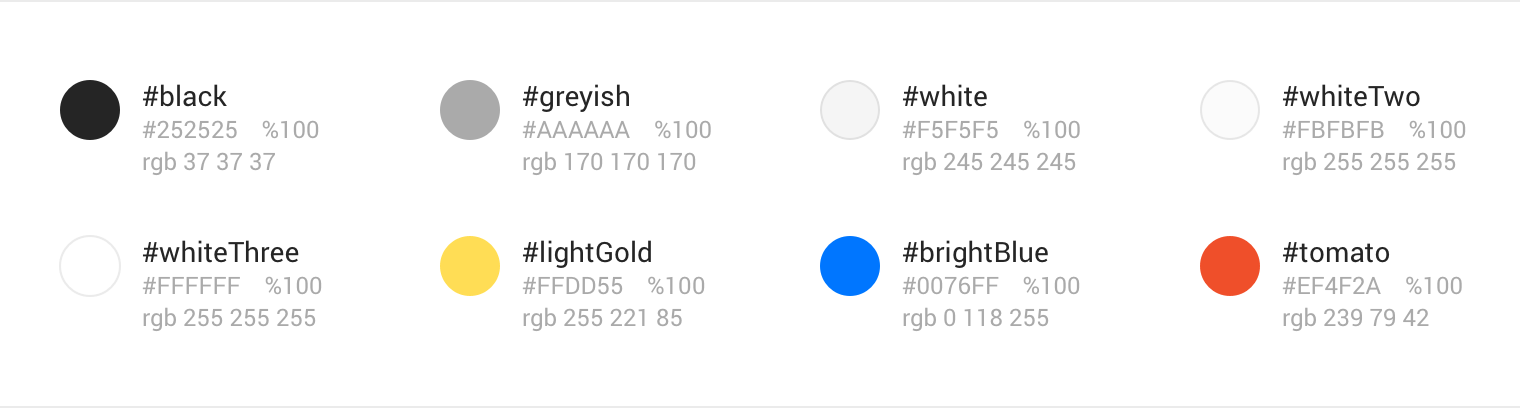 #black
#252525 %100
rgb 37 37 37
#greyish
#AAAAAA %100
rgb 170 170 170
#white
#F5F5F5 %100
rgb 245 245 245
#whiteTwo
#FBFBFB %100
rgb 255 255 255
#whiteThree
#FFFFFF %100
rgb 255 255 255
#lightGold
#FFDD55 %100
rgb 255 221 85
#brightBlue
#0076FF %100
rgb 0 118 255
#tomato
#EF4F2A %100
rgb 239 79 42